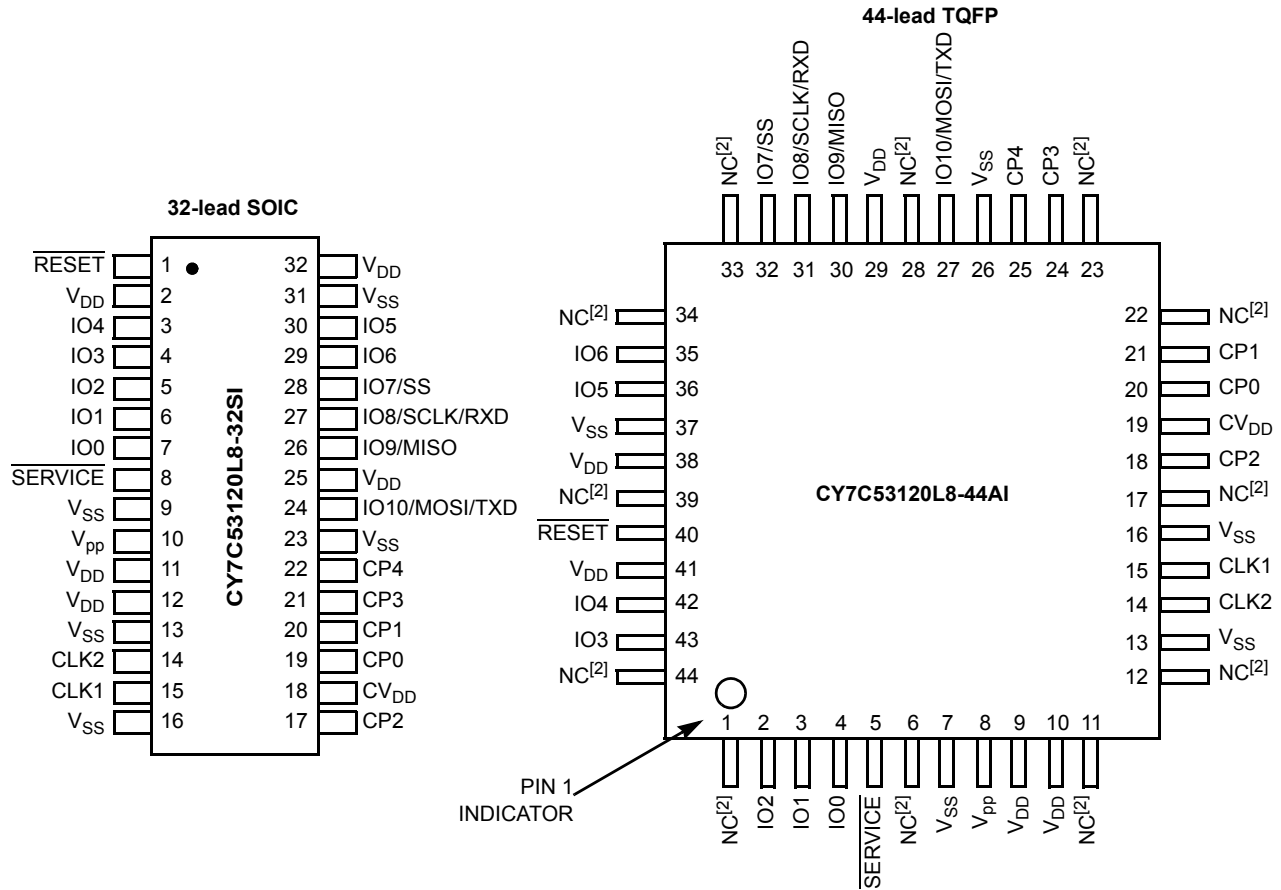 44-lead TQFP
NC[2]
IO7/SS
IO8/SCLK/RXD
IO9/MISO
VDD
NC[2]
IO10/MOSI/TXD
VSS
CP4
CP3
NC[2]
33 32 31 30 29 28 27 26 25 24 23
32-lead SOIC
RESET 1 32 VDD
VDD 2 31 VSS
IO4 3 30 IO5
IO3 4 29 IO6
IO2 5 28 IO7/SS
IO1 6 27 IO8/SCLK/RXD
IO0 7 26 IO9/MISO
SERVICE 8 25 VDD
VSS 9 24 IO10/MOSI/TXD
Vpp 10 23 VSS
VDD 11 22 CP4
VDD 12 21 CP3
VSS 13 20 CP1
CLK2 14 19 CP0
CLK1 15 18 CVDD
VSS 16 17 CP2
CY7C53120L8-32SI
NC[2] 34 22 NC[2]
IO6 35 21 CP1
IO5 36 20 CP0
VSS 37 19 CVDD
VDD 38 18 CP2
NC[2] 39 17 NC[2]
RESET 40 16 VSS
VDD 41 15 CLK1
IO4 42 14 CLK2
IO3 43 13 VSS
NC[2] 44 12 NC[2]
CY7C53120L8-44AI
1 2 3 4 5 6 7 8 9 10 11
PIN 1
INDICATOR
NC[2]
IO2
IO1
IO0
SERVICE
NC[2]
VSS
Vpp
VDD
VDD
NC[2]